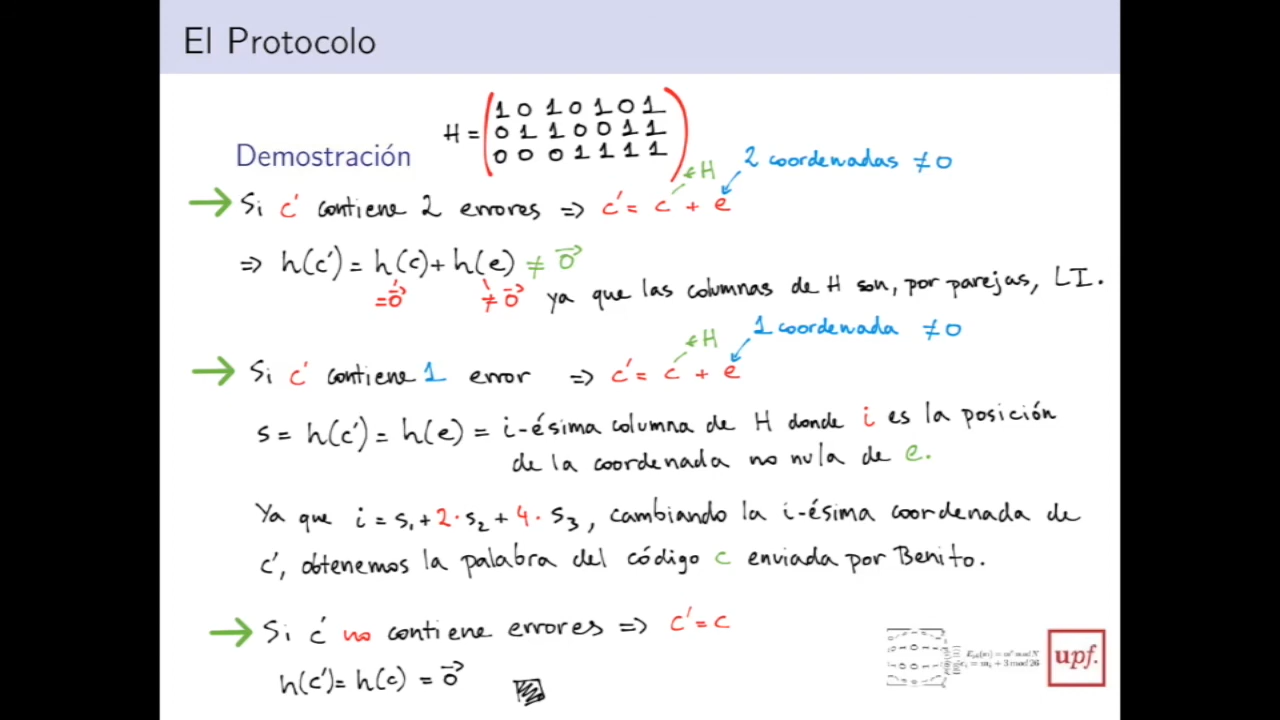 El Protocolo
H = ( 1 0 1 0 1 0 1
0 1 1 0 0 1 1
0 0 0 1 1 1 1 )
Demostración
→ Si c' contiene 2 errores => c' = c + e
← H
2 coordenadas ≠ 0
=> h(c') = h(c) + h(e) ≠ 0⃗
= 0⃗ ≠ 0⃗ ya que las columnas de H son, por parejas, LI.
→ Si c' contiene 1 error => c' = c + e
← H
1 coordenada ≠ 0
s = h(c') = h(e) = i-ésima columna de H donde i es la posición
de la coordenada no nula de e.
Ya que i = s₁ + 2·s₂ + 4·s₃, cambiando la i-ésima coordenada de
c', obtenemos la palabra del código c enviada por Benito.
→ Si c' no contiene errores => c' = c
h(c') = h(c) = 0⃗
upf.